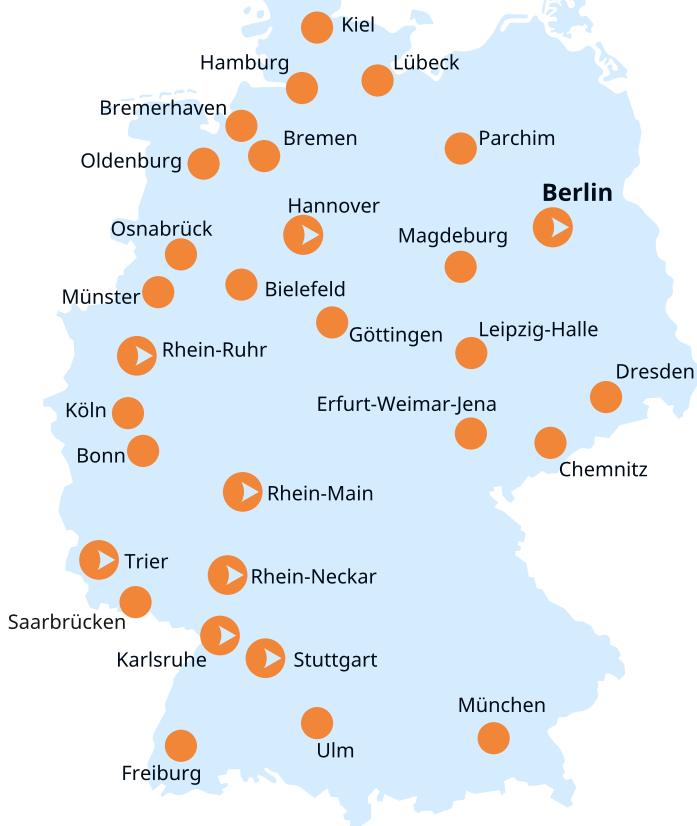 Kiel
Hamburg
Lübeck
Bremerhaven
Bremen
Parchim
Oldenburg
Berlin
Hannover
Osnabrück
Magdeburg
Bielefeld
Münster
Leipzig-Halle
Göttingen
Rhein-Ruhr
Dresden
Erfurt-Weimar-Jena
Köln
Bonn
Chemnitz
Rhein-Main
Trier
Rhein-Neckar
Saarbrücken
Karlsruhe
Stuttgart
München
Ulm
Freiburg